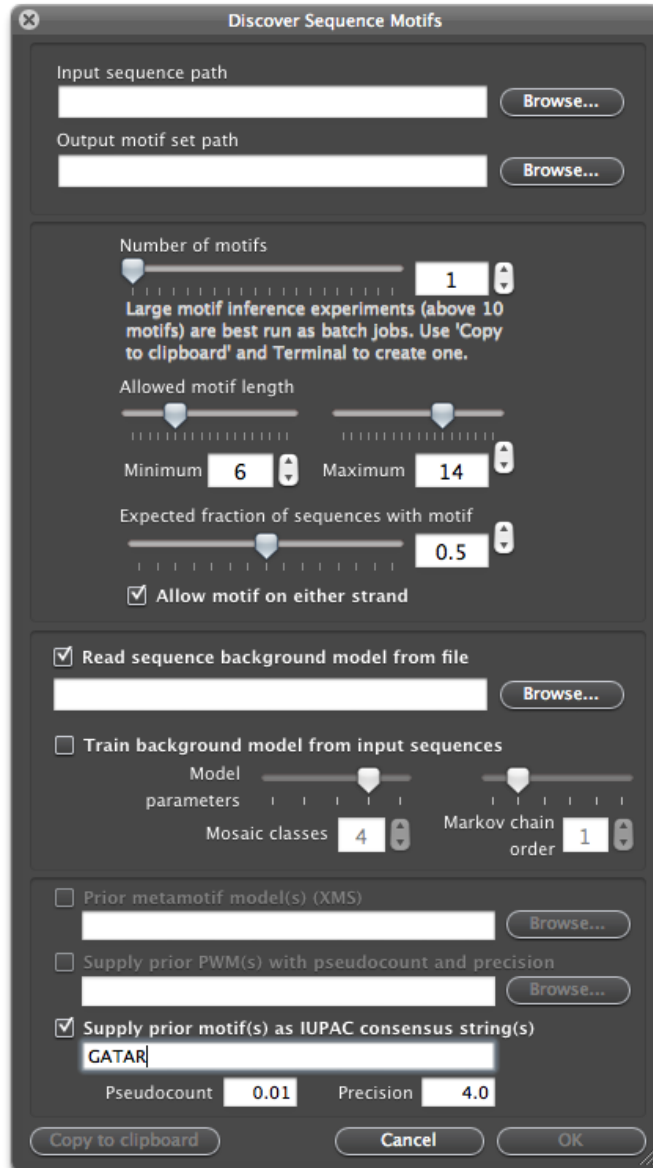 Discover Sequence Motifs
Input sequence path
Browse...
Output motif set path
Browse...
Number of motifs
1
Large motif inference experiments (above 10
motifs) are best run as batch jobs. Use 'Copy
to clipboard' and Terminal to create one.
Allowed motif length
Minimum 6 Maximum 14
Expected fraction of sequences with motif
0.5
Allow motif on either strand
Read sequence background model from file
Browse...
Train background model from input sequences
Model
parameters
Mosaic classes 4
Markov chain
order 1
Prior metamotif model(s) (XMS)
Browse...
Supply prior PWM(s) with pseudocount and precision
Browse...
Supply prior motif(s) as IUPAC consensus string(s)
GATAR
Pseudocount 0.01 Precision 4.0
Copy to clipboard Cancel OK